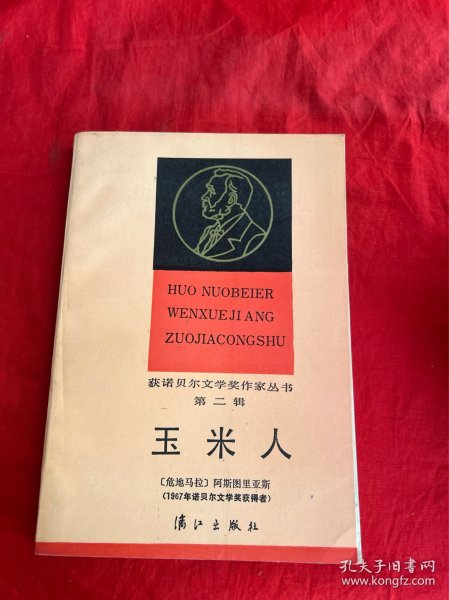 HUO NUOBEIER
WENXUEJIANG
ZUOJIACONGSHU
获诺贝尔文学奖作家丛书
第二辑
玉米人
〔危地马拉〕阿斯图里亚斯
(1967年诺贝尔文学奖获得者)
漓江出版社
孔夫子旧书网
www.kongfz.com